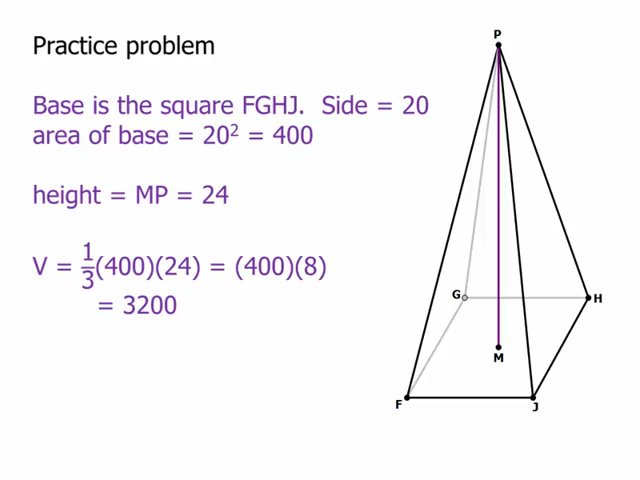 Practice problem
Base is the square FGHJ. Side = 20
area of base = 20² = 400
height = MP = 24
V = 1/3(400)(24) = (400)(8)
= 3200
P
G
H
M
F
J